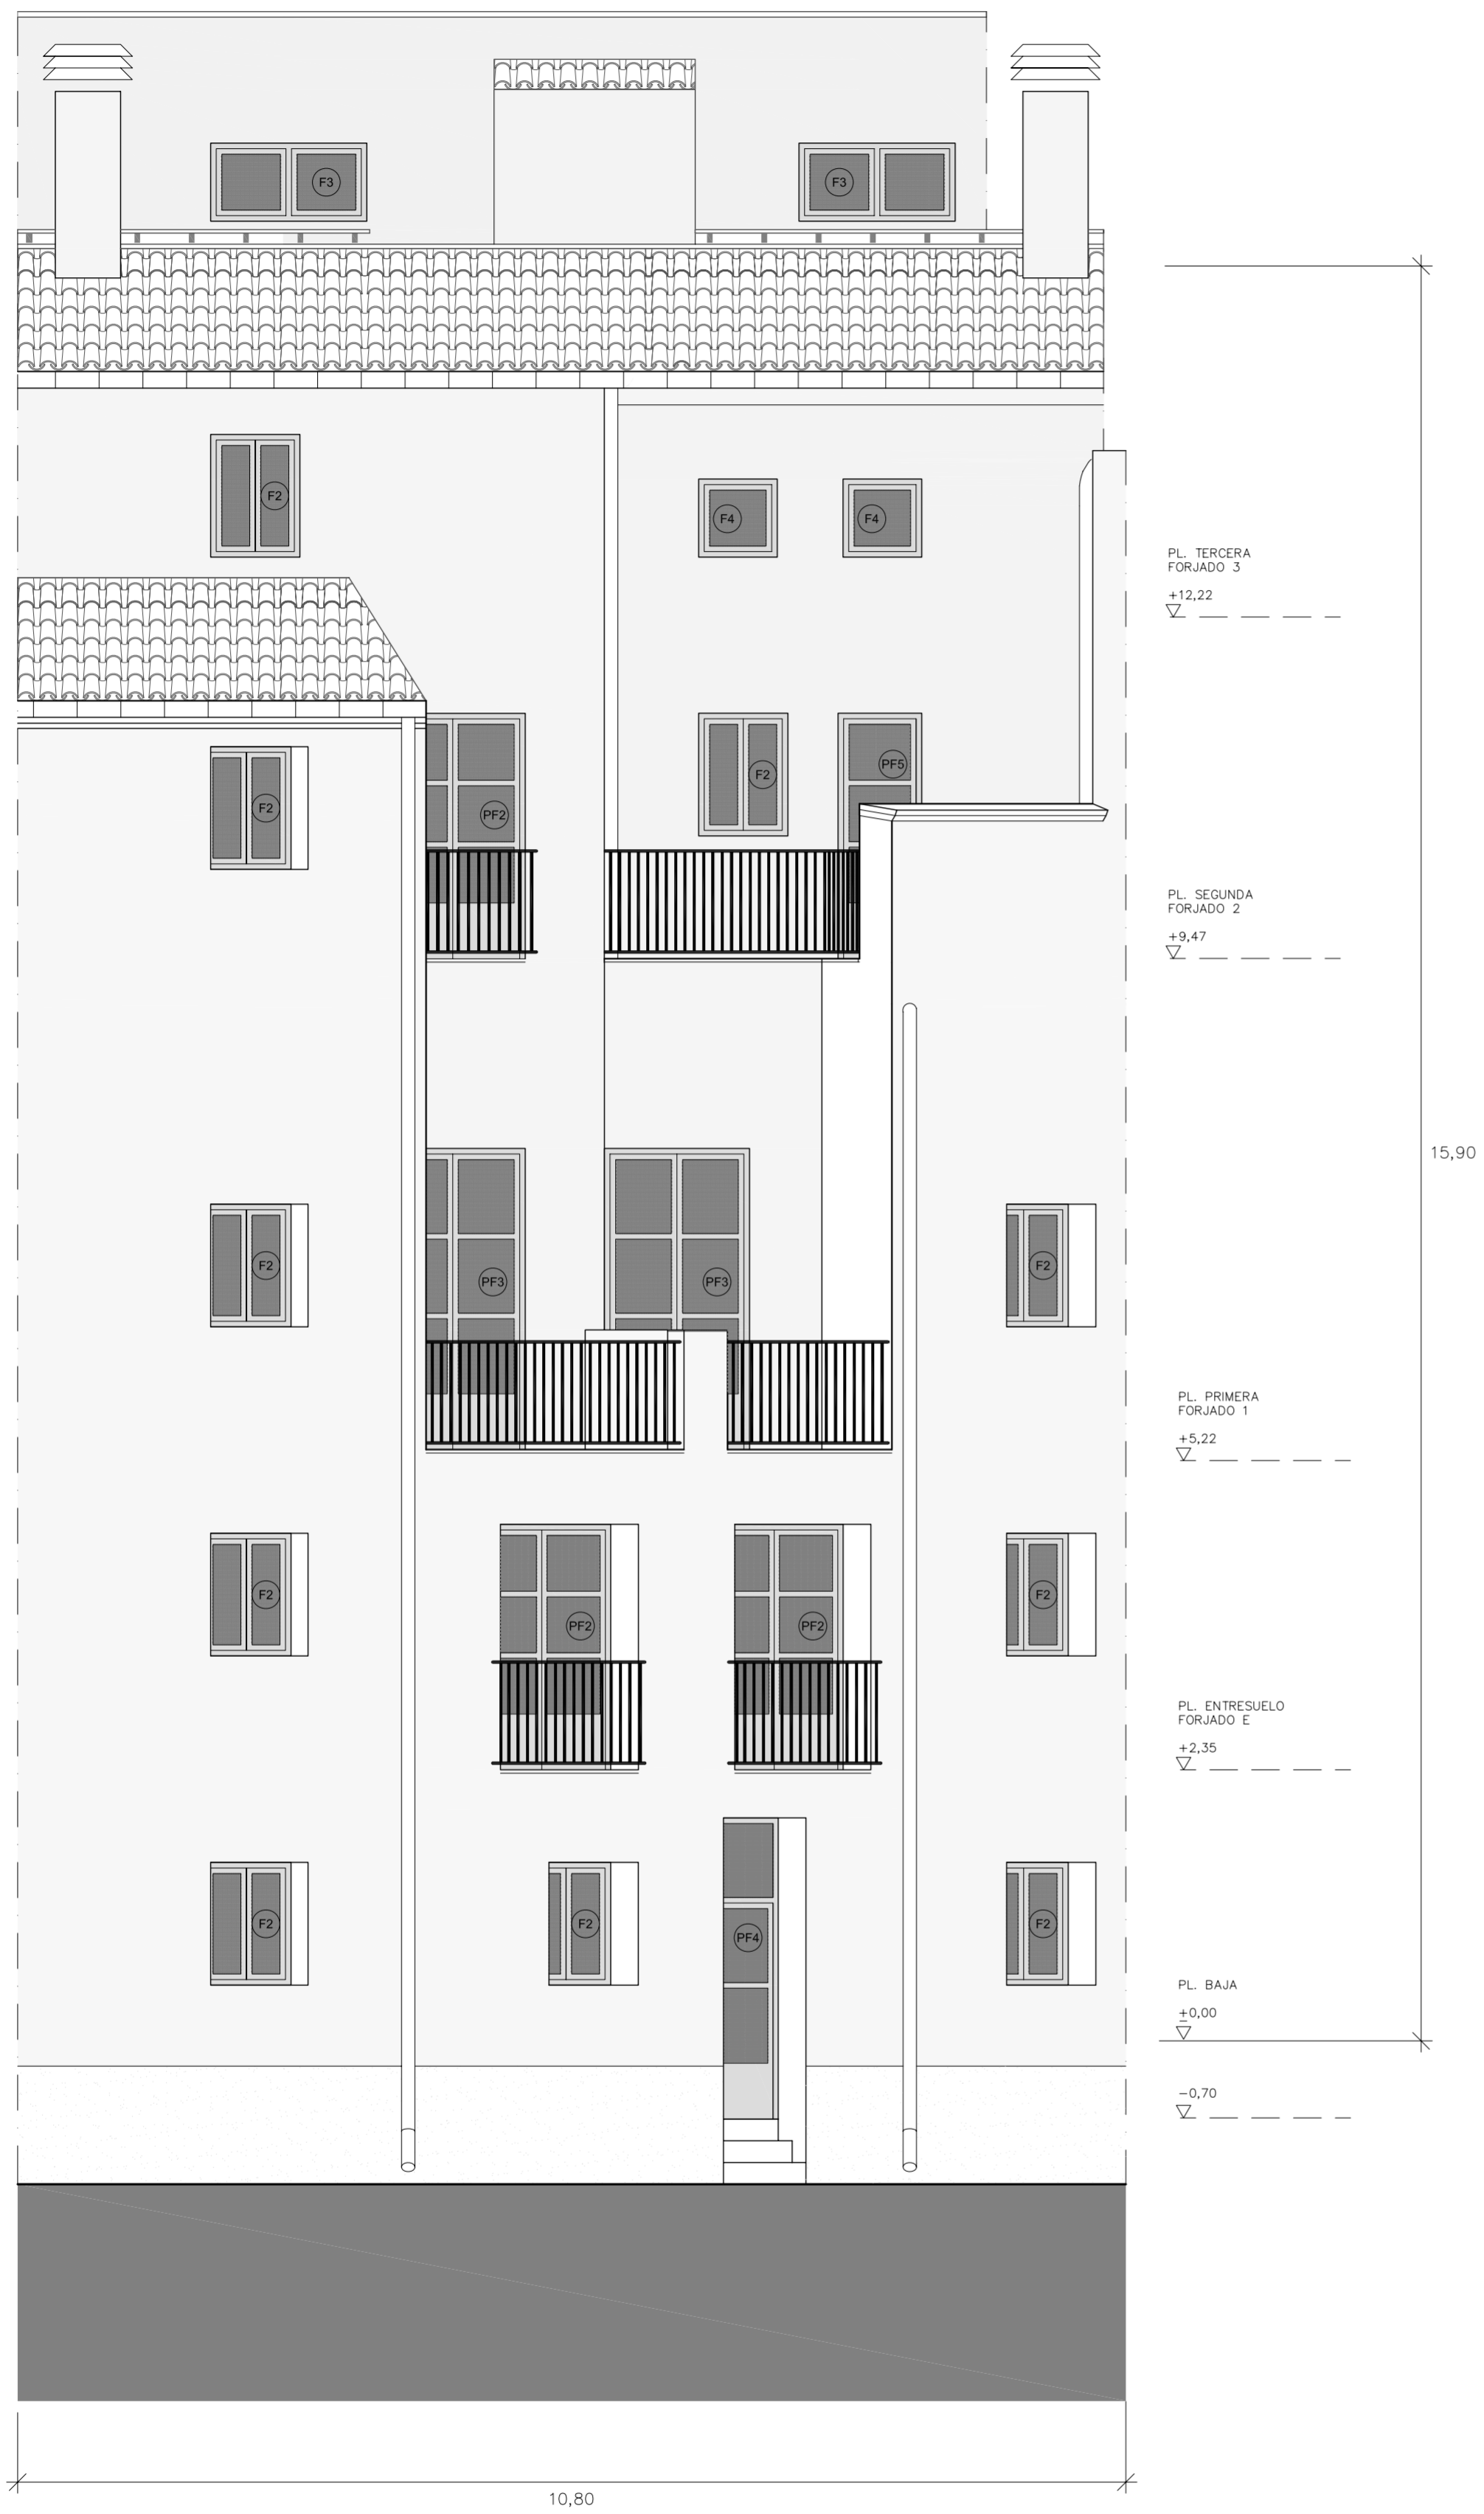 F3 F3
F2
F4 F4
PL. TERCERA
FORJADO 3
+12,22
F2 PF5
F2 PF2
PL. SEGUNDA
FORJADO 2
+9,47
15,90
F2 PF3 PF3 F2
PL. PRIMERA
FORJADO 1
+5,22
F2 PF2 PF2 F2
PL. ENTRESUELO
FORJADO E
+2,35
F2 F2 PF4 F2
PL. BAJA
±0,00
-0,70
10,80